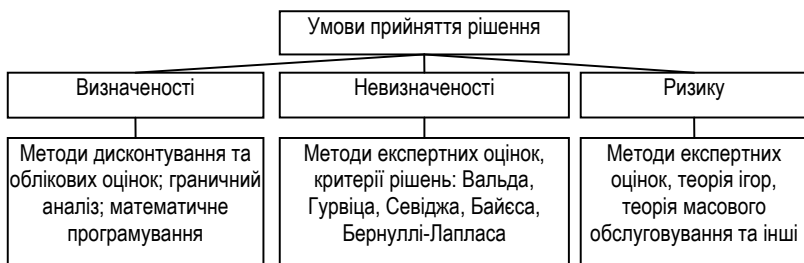 Умови прийняття рішення
Визначеності
Невизначеності
Ризику
Методи дисконтування та
облікових оцінок; граничний
аналіз; математичне
програмування
Методи експертних оцінок,
критерії рішень: Вальда,
Гурвіца, Севіджа, Байєса,
Бернуллі-Лапласа
Методи експертних
оцінок, теорія ігор,
теорія масового
обслуговування та інші